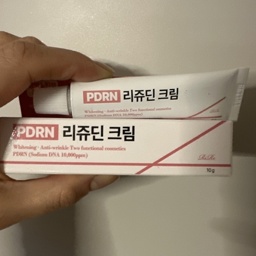 PDRN 리쥬딘 크림
PDRN 리쥬딘 크림
Whitening · Anti-wrinkle Two functional cosmetics
PDRN (Sodium DNA 10,000ppm)
10g